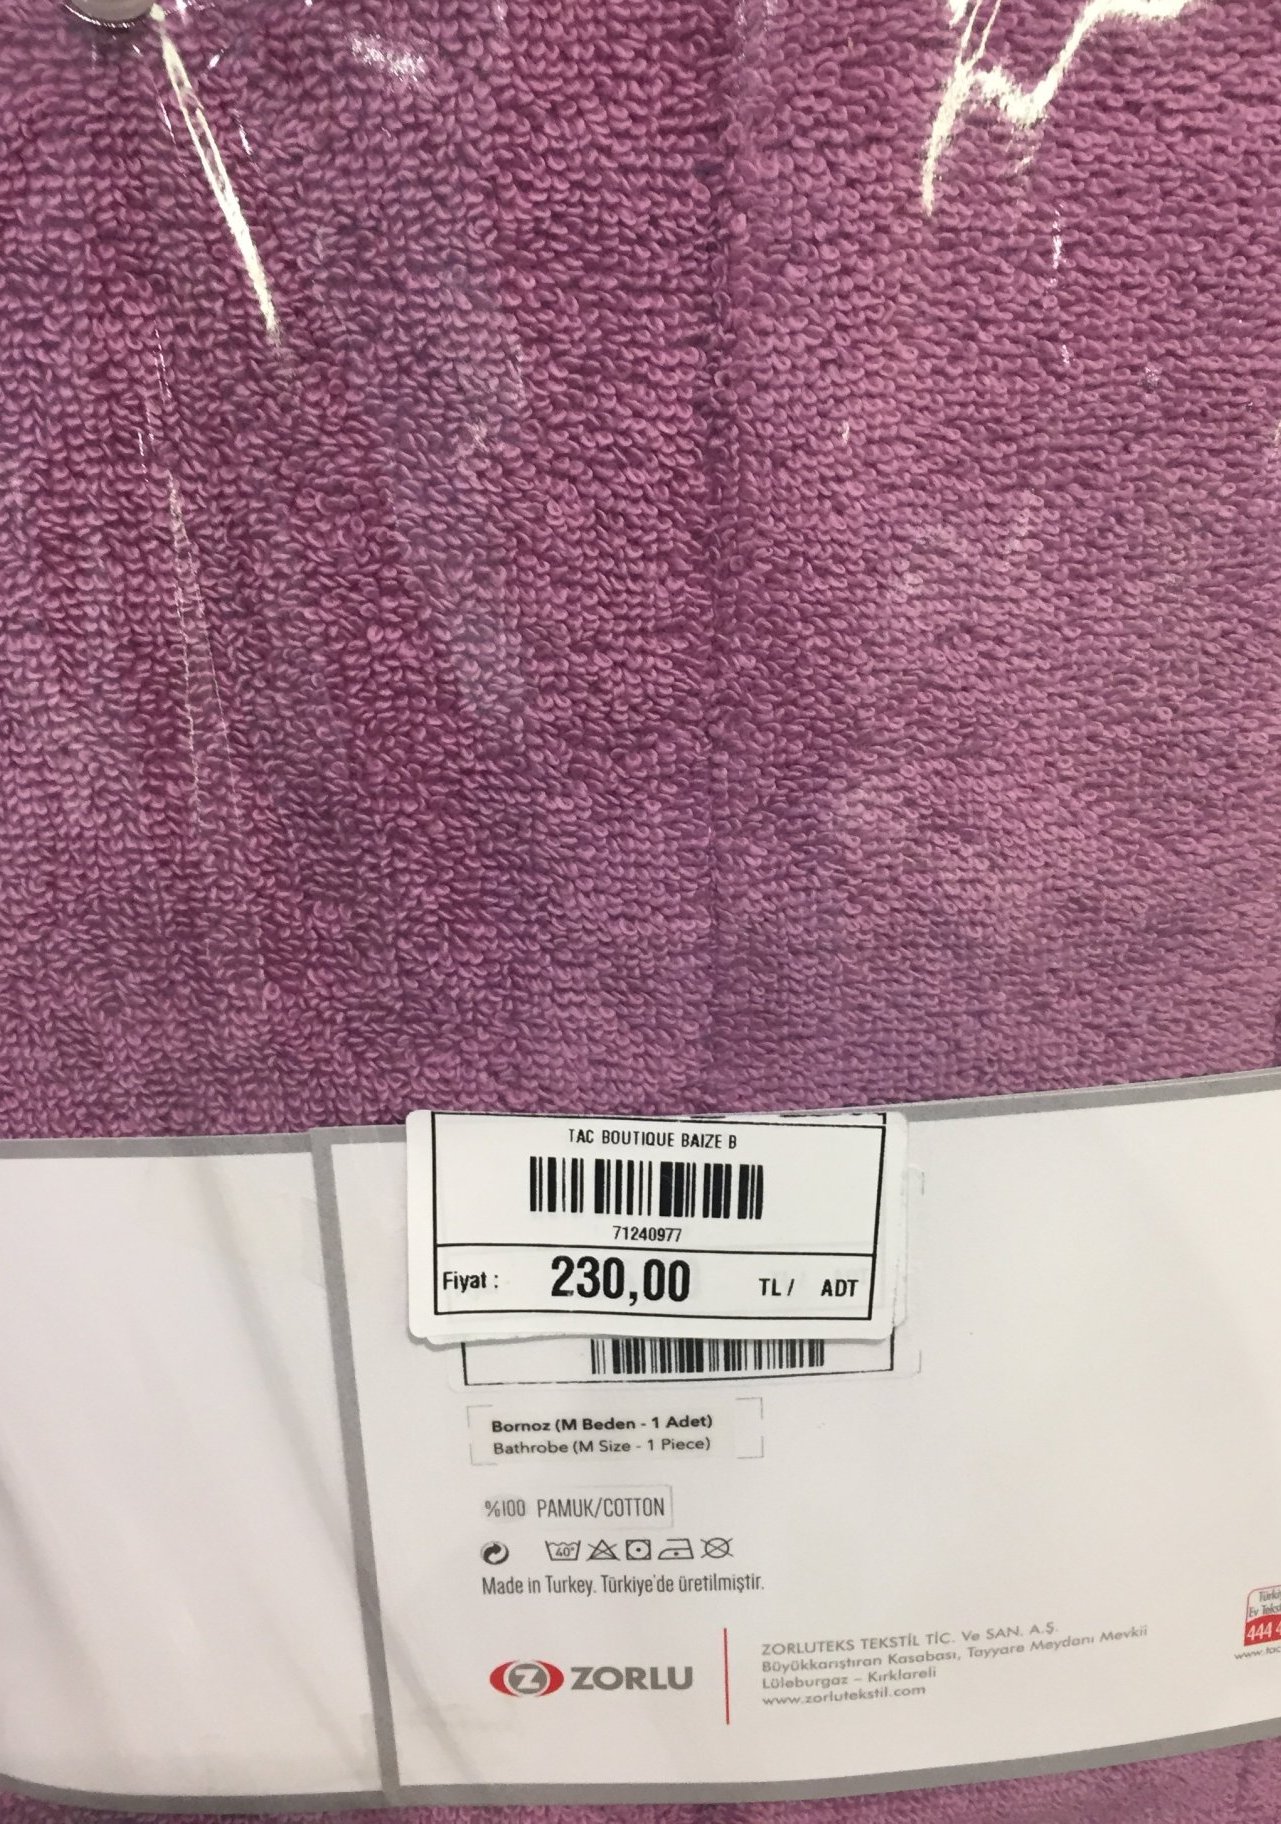 TAC BOUTIQUE BAIZE B
71240977
Fiyat : 230,00 TL / ADT
Bornoz (M Beden - 1 Adet)
Bathrobe (M Size - 1 Piece)
%100 PAMUK/COTTON
40°
Made in Turkey. Türkiye'de üretilmiştir.
ZORLU
ZORLUTEKS TEKSTİL TİC. Ve SAN. A.Ş.
Büyükkarıştıran Kasabası, Tayyare Meydanı Mevkii
Lüleburgaz – Kırklareli
www.zorlutekstil.com
Ev
444